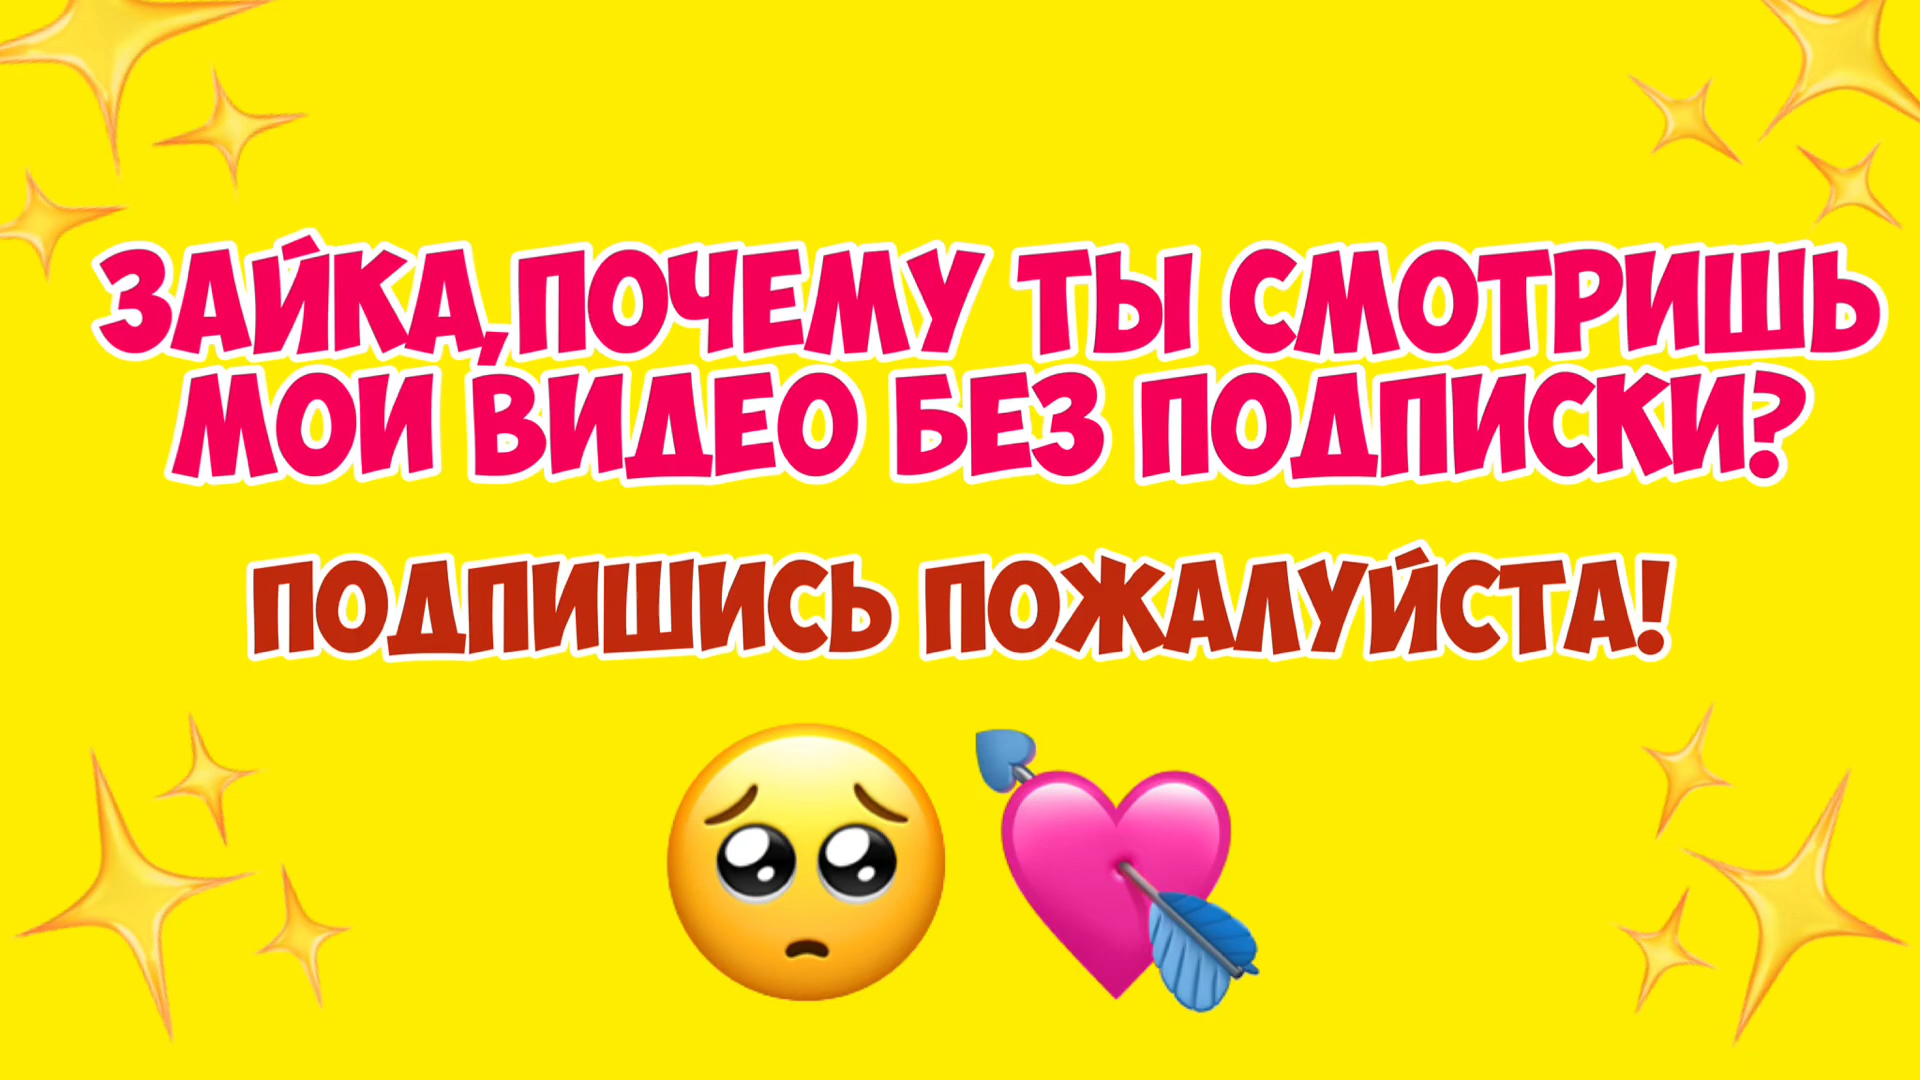 ЗАЙКА,ПОЧЕМУ ТЫ СМОТРИШЬ
МОИ ВИДЕО БЕЗ ПОДПИСКИ?
ПОДПИШИСЬ ПОЖАЛУЙСТА!